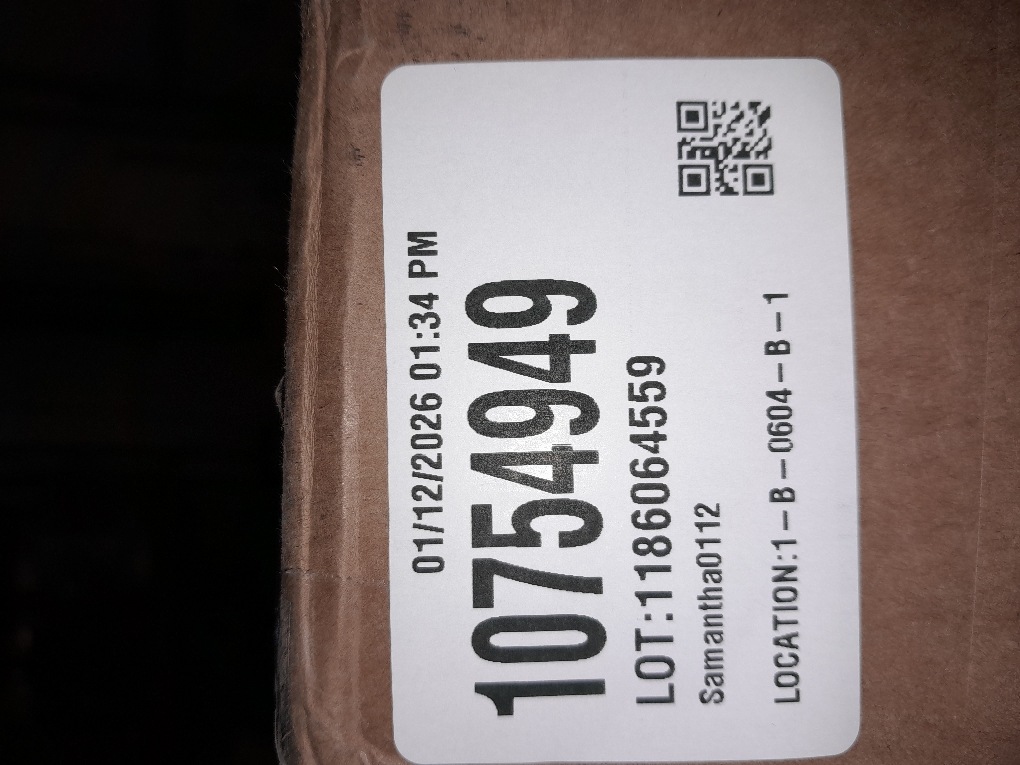 01/12/2026 01:34 PM
10754949
LOT:1186064559
Samantha0112
LOCATION:1-B-0604-B-1